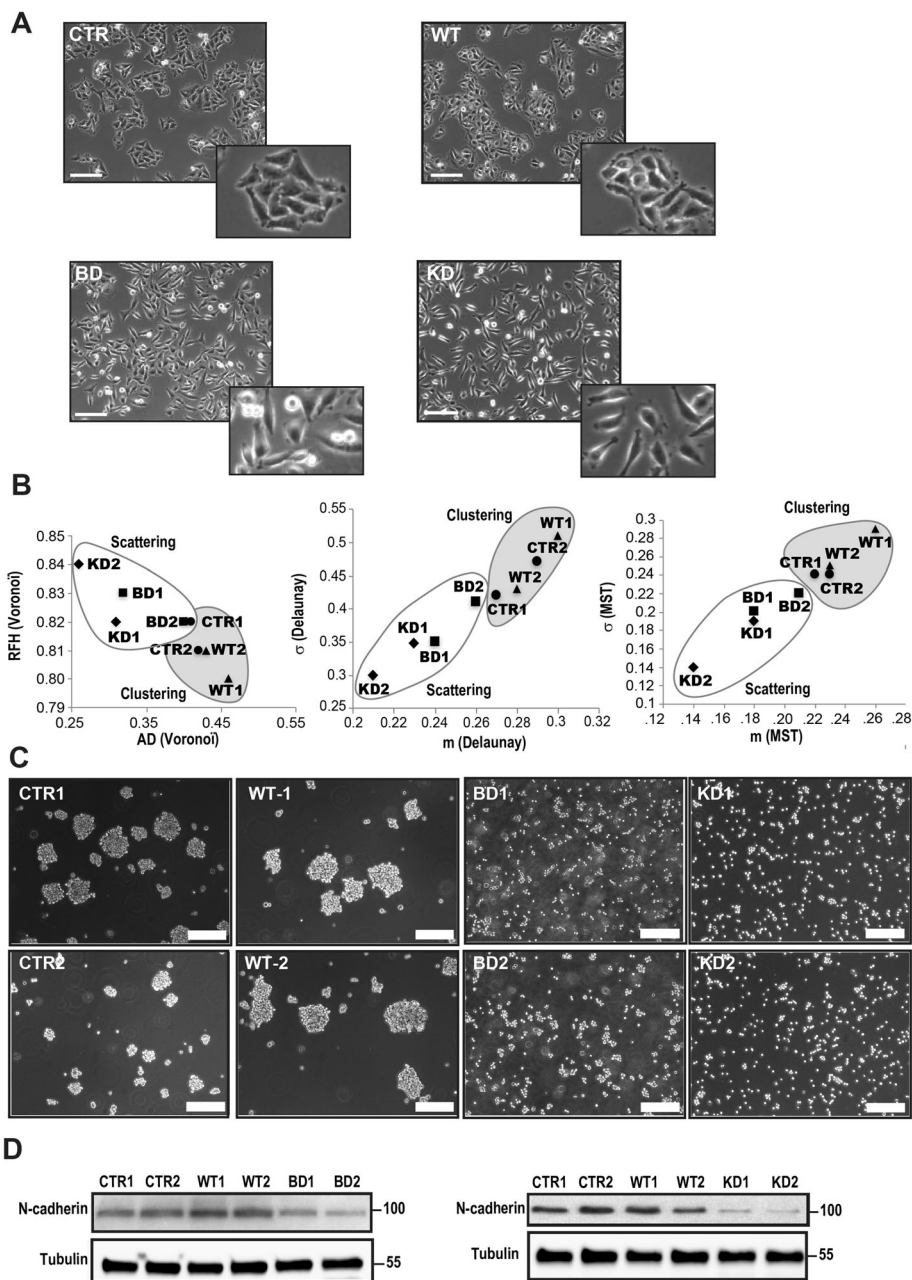 A
CTR
WT
BD
KD
B
RFH (Voronoï)
0.85
0.84
0.83
0.82
0.81
0.80
0.79
0.25
0.35
0.45
0.55
AD (Voronoï)
Scattering
KD2
BD1
KD1
BD2
CTR1
CTR2
WT2
WT1
Clustering
σ (Delaunay)
0.55
0.5
0.45
0.4
0.35
0.3
0.25
0.2
0.22
0.24
0.26
0.28
0.3
0.32
m (Delaunay)
Clustering
WT1
CTR2
WT2
BD2
CTR1
KD1
BD1
KD2
Scattering
σ (MST)
0.3
0.28
0.26
0.24
0.22
0.2
0.18
0.16
0.14
0.12
.12
.14
.16
.18
.20
.22
.24
.26
.28
m (MST)
Clustering
WT1
WT2
CTR1
CTR2
BD1
BD2
KD1
KD2
Scattering
C
CTR1
WT-1
BD1
KD1
CTR2
WT-2
BD2
KD2
D
CTR1 CTR2 WT1 WT2 BD1 BD2
N-cadherin
100
Tubulin
55
CTR1 CTR2 WT1 WT2 KD1 KD2
N-cadherin
100
Tubulin
55